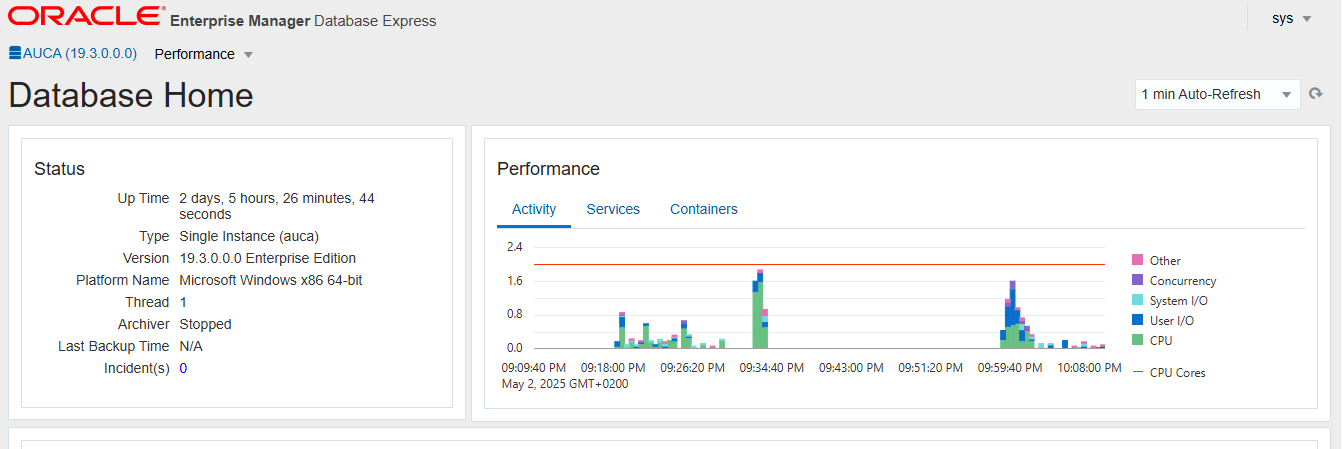 ORACLE Enterprise Manager Database Express
sys
AUCA (19.3.0.0.0) Performance
Database Home
1 min Auto-Refresh
Status
Up Time 2 days, 5 hours, 26 minutes, 44
seconds
Type Single Instance (auca)
Version 19.3.0.0.0 Enterprise Edition
Platform Name Microsoft Windows x86 64-bit
Thread 1
Archiver Stopped
Last Backup Time N/A
Incident(s) 0
Performance
Activity Services Containers
2.4
1.6
0.8
0.0
09:09:40 PM 09:18:00 PM 09:26:20 PM 09:34:40 PM 09:43:00 PM 09:51:20 PM 09:59:40 PM 10:08:00 PM
May 2, 2025 GMT+0200
Other
Concurrency
System I/O
User I/O
CPU
CPU Cores